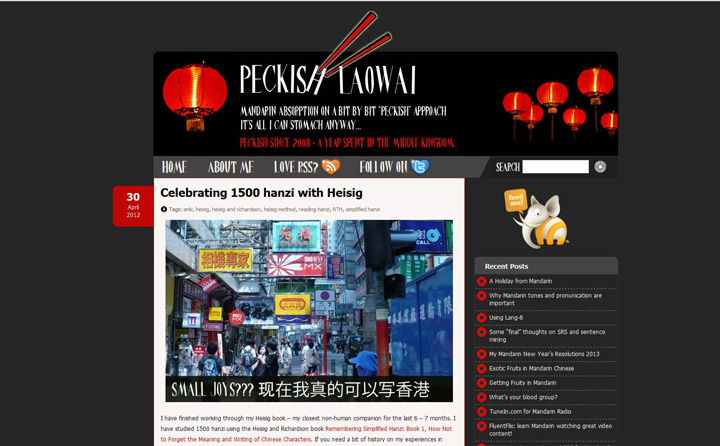 PECKISH LAOWAI
MANDARIN ABSORPTION ON A BIT BY BIT "PECKISH" APPROACH
IT'S ALL I CAN STOMACH ANYWAY...
PECKISH SINCE 2008 - A YEAR SPENT IN THE MIDDLE KINGDOM..
HOME ABOUT ME LOVE RSS? FOLLOW ON SEARCH
30
April
2012
Celebrating 1500 hanzi with Heisig
Tags: anki, heisig, heisig and richardson, heisig method, reading hanzi, RTH, simplified hanzi
相機專家
MX
SMALL JOYS??? 现在我真的可以写香港
I have finished working through my Heisig book – my closest non-human companion for the last 6 – 7 months. I
have studied 1500 hanzi using the Heisig and Richardson book Remembering Simplified Hanzi: Book 1, How Not
to Forget the Meaning and Writing of Chinese Characters. If you need a bit of history on my experiences in
feed me!
Recent Posts
A Holiday from Mandarin
Why Mandarin tones and pronunication are
important
Using Lang-8
Some "final" thoughts on SRS and sentence
mining
My Mandarin New Year's Resolutions 2013
Exotic Fruits in Mandarin Chinese
Getting Fruity in Mandarin
What's your blood group?
TuneIn.com for Mandarin Radio
FluentFlix: learn Mandarin watching great video
content!